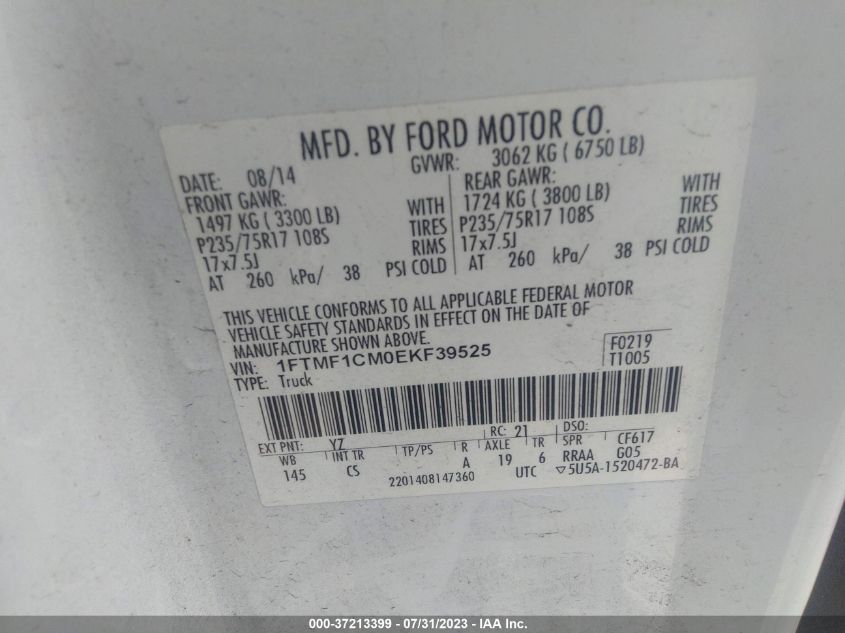 MFD. BY FORD MOTOR CO.
DATE: 08/14 GVWR: 3062 KG ( 6750 LB)
FRONT GAWR: REAR GAWR:
1497 KG ( 3300 LB) WITH 1724 KG ( 3800 LB) WITH
P235/75R17 108S TIRES P235/75R17 108S TIRES
17x7.5J RIMS 17x7.5J RIMS
AT 260 kPa/ 38 PSI COLD AT 260 kPa/ 38 PSI COLD
THIS VEHICLE CONFORMS TO ALL APPLICABLE FEDERAL MOTOR
VEHICLE SAFETY STANDARDS IN EFFECT ON THE DATE OF
MANUFACTURE SHOWN ABOVE.
VIN: 1FTMF1CM0EKF39525 F0219
TYPE: Truck T1005
EXT PNT: YZ RC: 21 DSO:
WB INT TR TP/PS R AXLE TR SPR CF617
145 CS A 19 6 RRAA G05
2201408147360 UTC ▽5U5A-1520472-BA
000-37213399 - 07/31/2023 - IAA Inc.